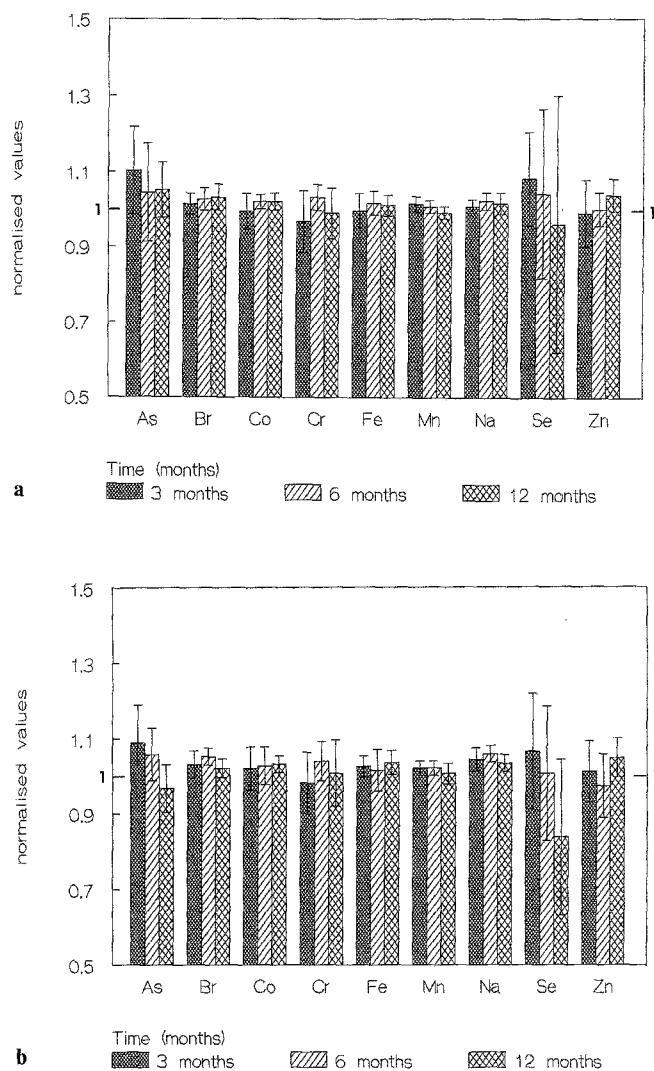 1.5
1.3
1.1
1
0.9
0.7
0.5
normalised values
1
As Br Co Cr Fe Mn Na Se Zn
Time (months)
a
3 months 6 months 12 months
1.5
1.3
1.1
1
0.9
0.7
0.5
normalised values
As Br Co Cr Fe Mn Na Se Zn
Time (months)
b
3 months 6 months 12 months